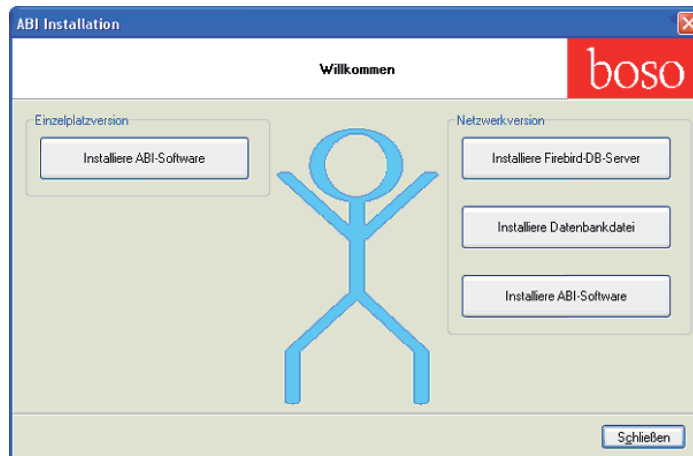 ABI Installation
Willkommen
boso
Einzelplatzversion
Installiere ABI-Software
Netzwerkversion
Installiere Firebird-DB-Server
Installiere Datenbankdatei
Installiere ABI-Software
Schließen